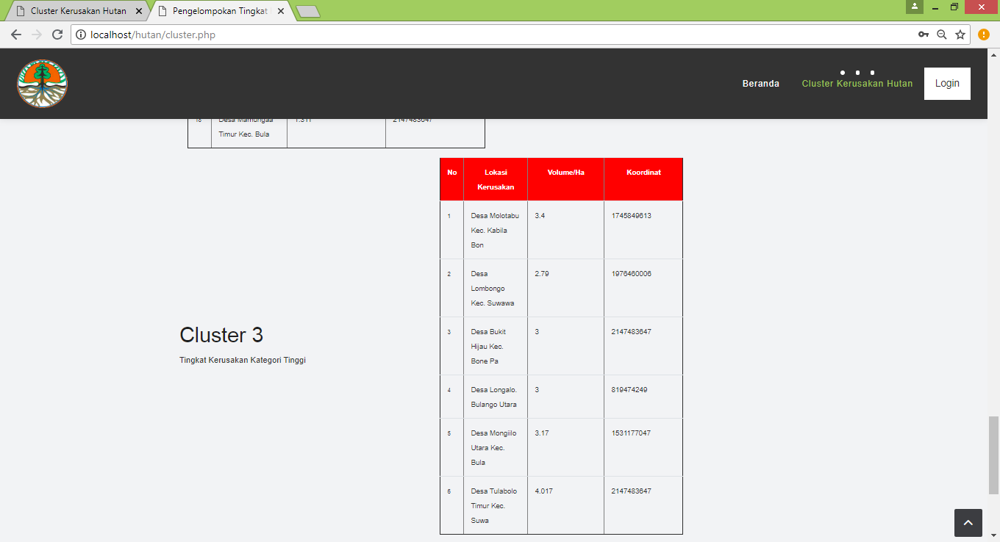 Cluster Kerusakan Hutan
Pengelompokan Tingkat
localhost/hutan/cluster.php
Beranda
Cluster Kerusakan Hutan
Login
18 Desa Mamungaa 1.311 2147483647
Timur Kec. Bula
No Lokasi Volume/Ha Koordinat
Kerusakan
1 Desa Molotabu 3.4 1745849613
Kec. Kabila
Bon
2 Desa 2.79 1976460006
Lombongo
Kec. Suwawa
3 Desa Bukit 3 2147483647
Hijau Kec.
Bone Pa
Cluster 3
Tingkat Kerusakan Kategori Tinggi
4 Desa Longalo. 3 819474249
Bulango Utara
5 Desa Mongiilo 3.17 1531177047
Utara Kec.
Bula
6 Desa Tulabolo 4.017 2147483647
Timur Kec.
Suwa